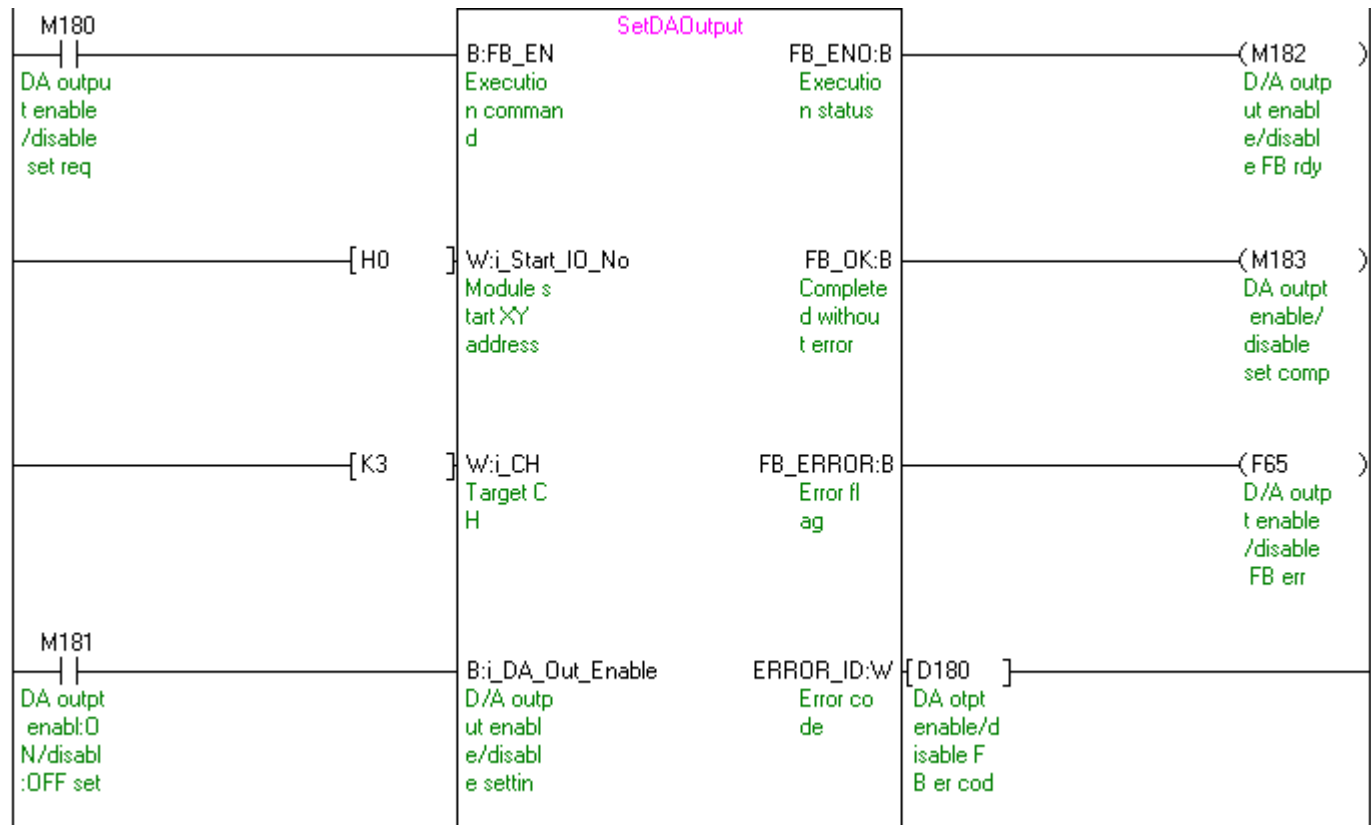 M180
SetDAOutput
B:FB_EN
FB_ENO:B
(M182 )
DA outpu
t enable
/disable
set req
Executio
n comman
d
Executio
n status
D/A outp
ut enabl
e/disabl
e FB rdy
[H0 ]
W:i_Start_IO_No
FB_OK:B
(M183 )
Module s
tart XY
address
Complete
d withou
t error
DA outpt
enable/
disable
set comp
[K3 ]
W:i_CH
FB_ERROR:B
(F65 )
Target C
H
Error fl
ag
D/A outp
t enable
/disable
FB err
M181
B:i_DA_Out_Enable
ERROR_ID:W
[D180 ]
DA outpt
enabl:O
N/disabl
:OFF set
D/A outp
ut enabl
e/disabl
e settin
Error co
de
DA otpt
enable/d
isable F
B er cod